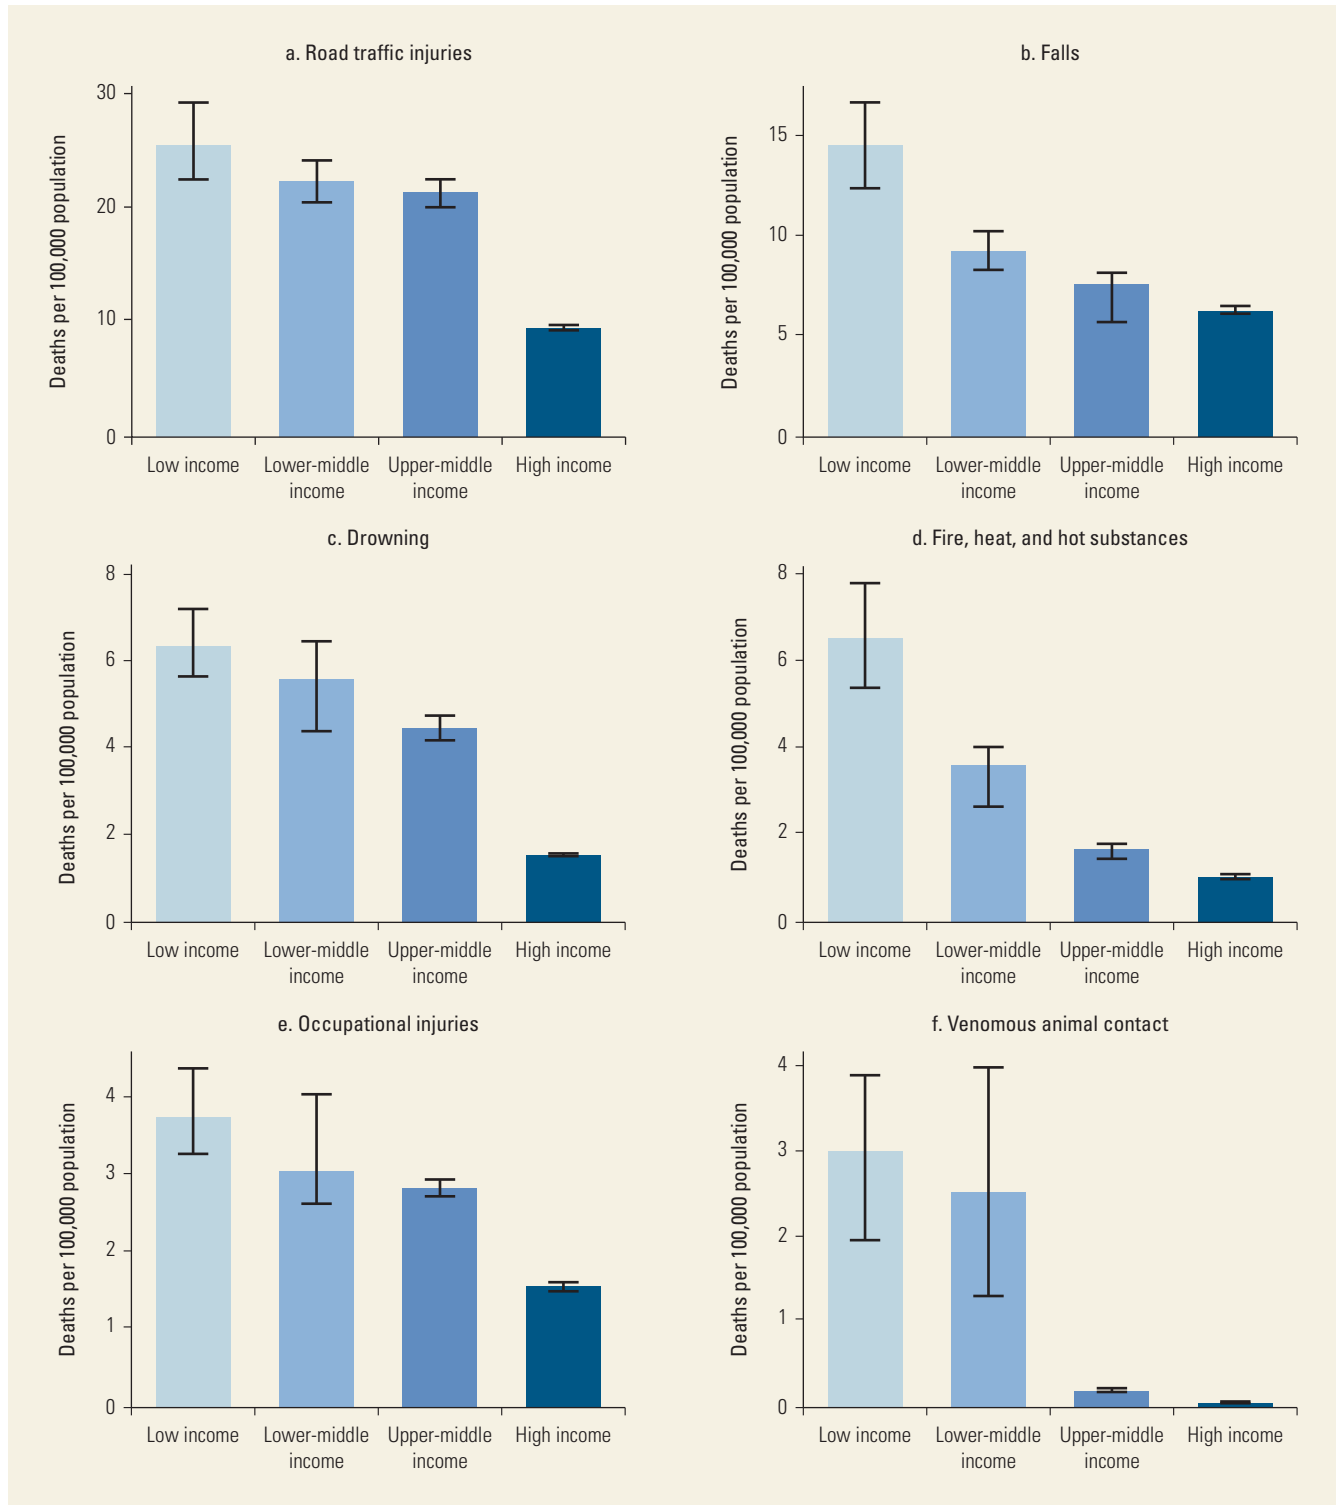 a. Road traffic injuries
Deaths per 100,000 population
30
20
10
0
Low income
Lower-middle
income
Upper-middle
income
High income
b. Falls
Deaths per 100,000 population
15
10
5
0
Low income
Lower-middle
income
Upper-middle
income
High income
c. Drowning
Deaths per 100,000 population
8
6
4
2
0
Low income
Lower-middle
income
Upper-middle
income
High income
d. Fire, heat, and hot substances
Deaths per 100,000 population
8
6
4
2
0
Low income
Lower-middle
income
Upper-middle
income
High income
e. Occupational injuries
Deaths per 100,000 population
4
3
2
1
0
Low income
Lower-middle
income
Upper-middle
income
High income
f. Venomous animal contact
Deaths per 100,000 population
4
3
2
1
0
Low income
Lower-middle
income
Upper-middle
income
High income